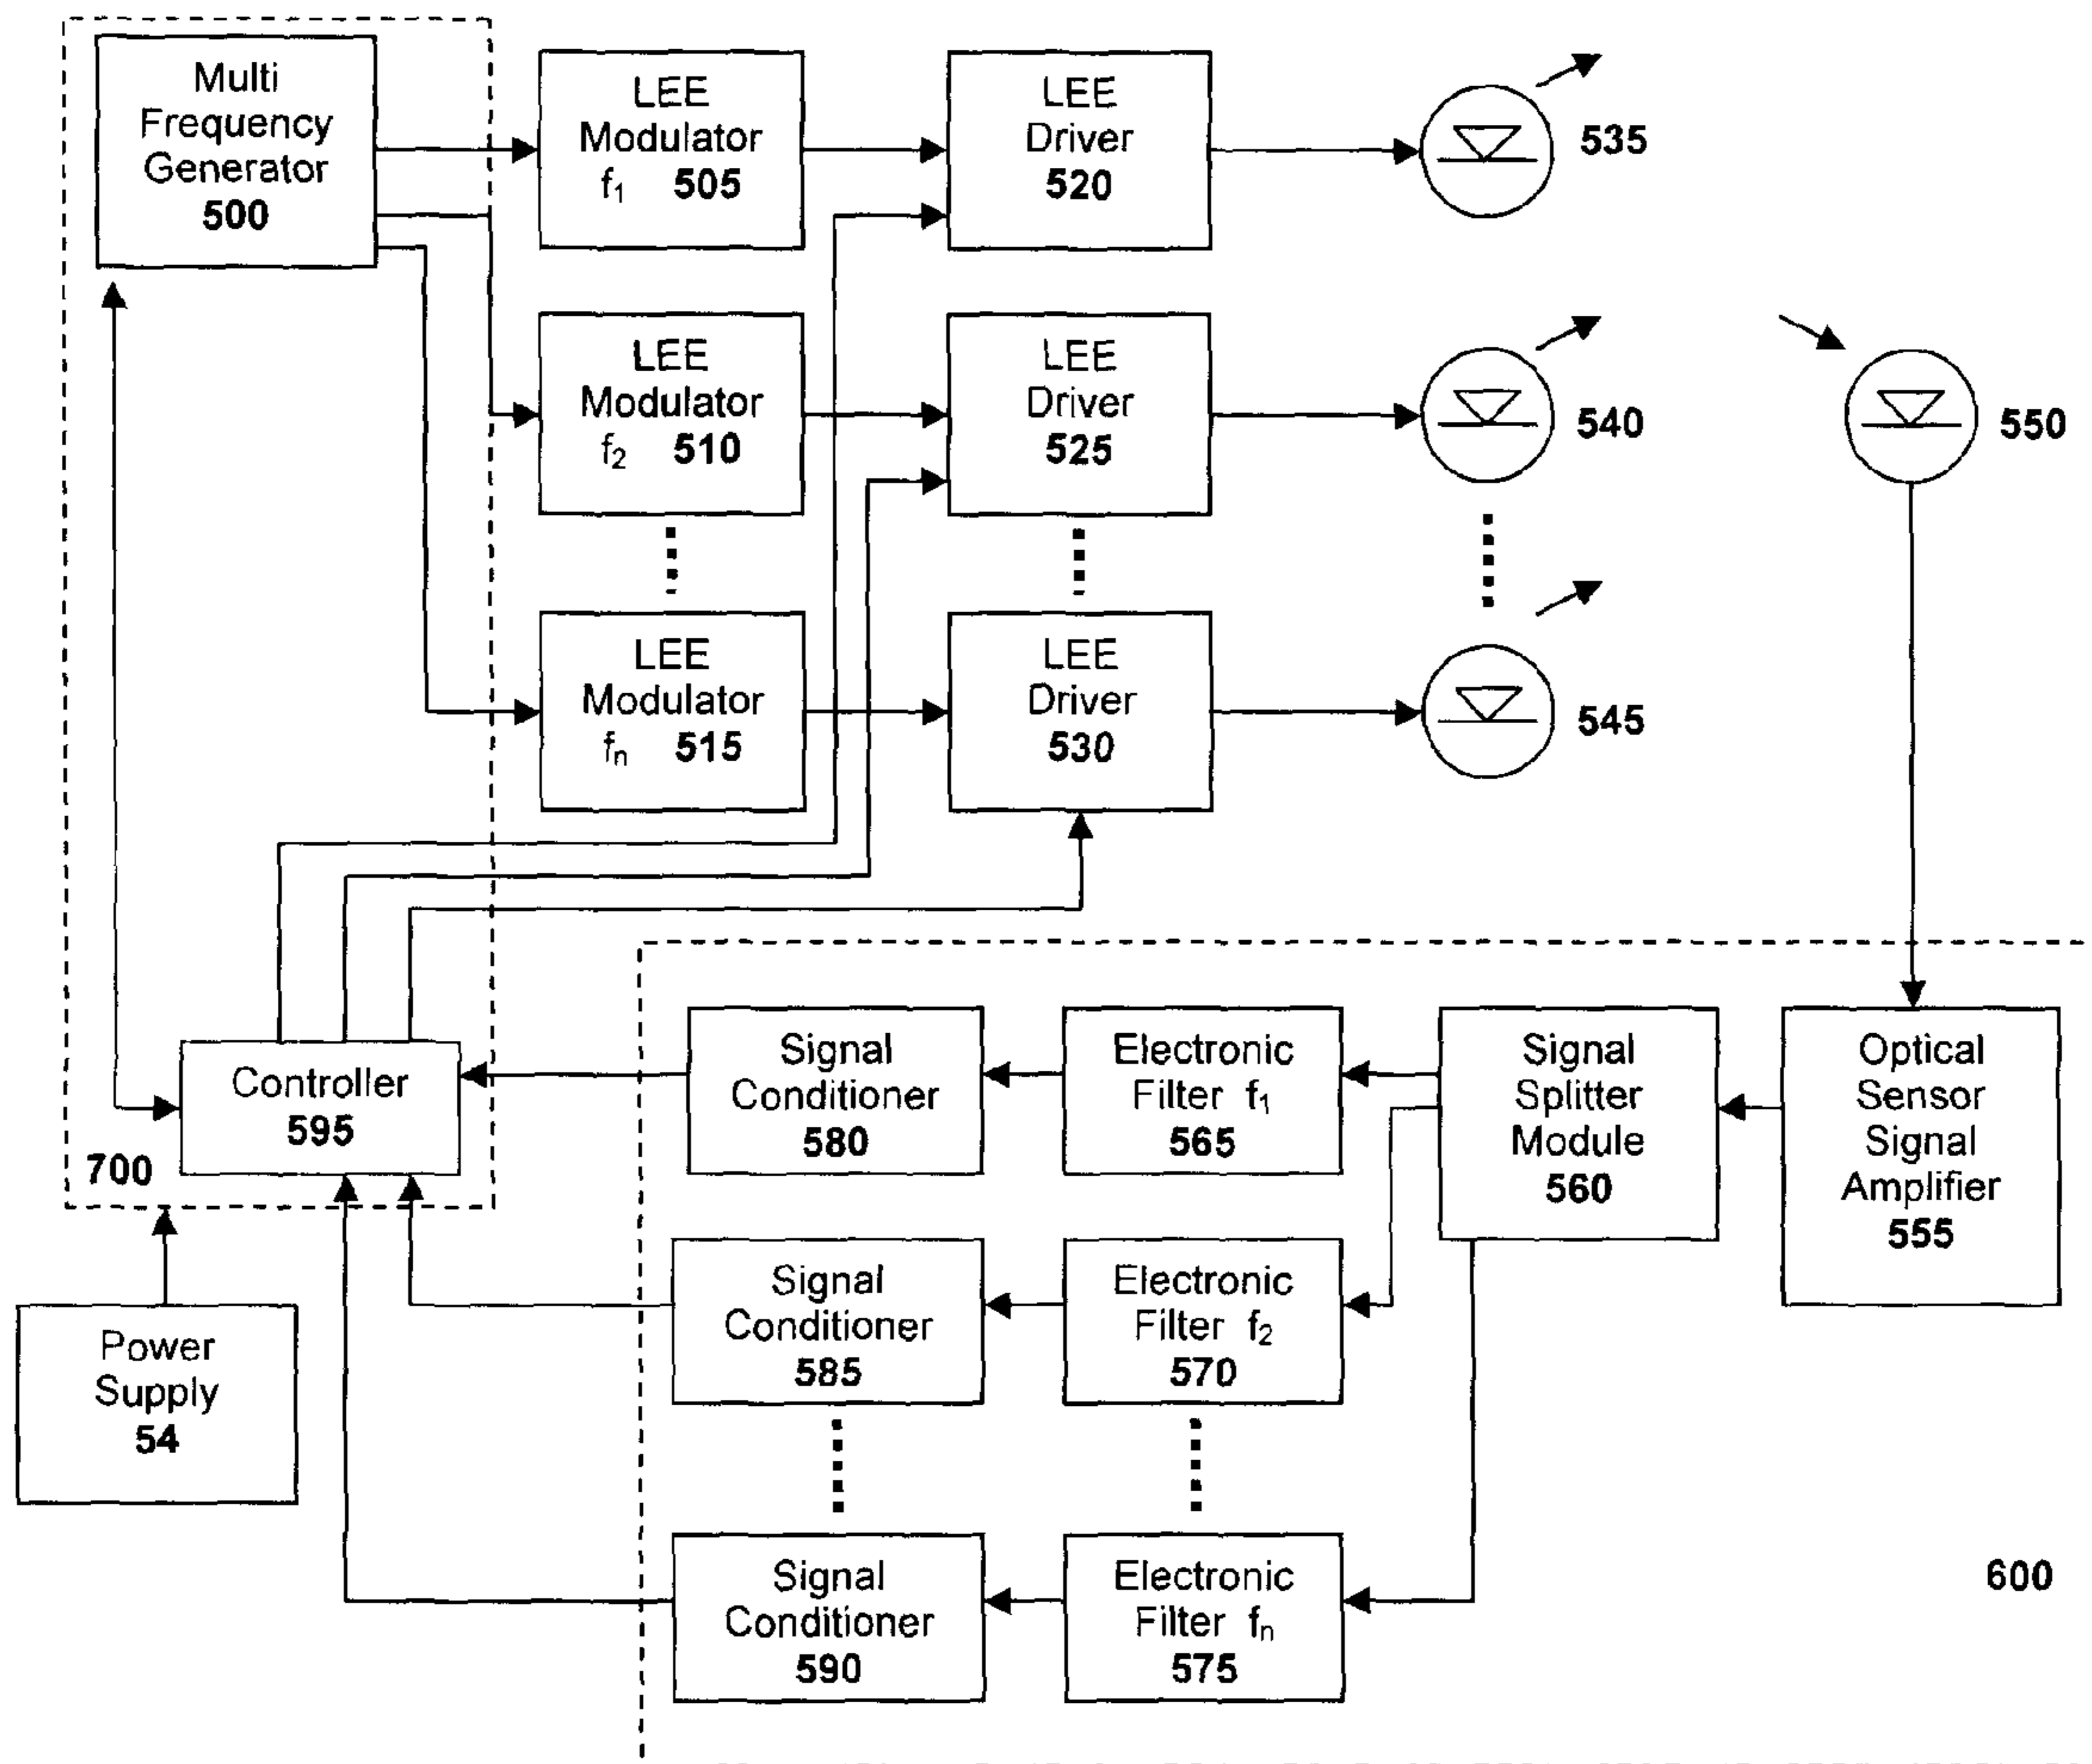 Multi
Frequency
Generator
500
LEE
Modulator
f₁ 505
LEE
Driver
520
535
LEE
Modulator
f₂ 510
LEE
Driver
525
540
550
LEE
Modulator
fₙ 515
LEE
Driver
530
545
Controller
595
700
Signal
Conditioner
580
Electronic
Filter f₁
565
Signal
Splitter
Module
560
Optical
Sensor
Signal
Amplifier
555
Power
Supply
54
Signal
Conditioner
585
Electronic
Filter f₂
570
Signal
Conditioner
590
Electronic
Filter fₙ
575
600